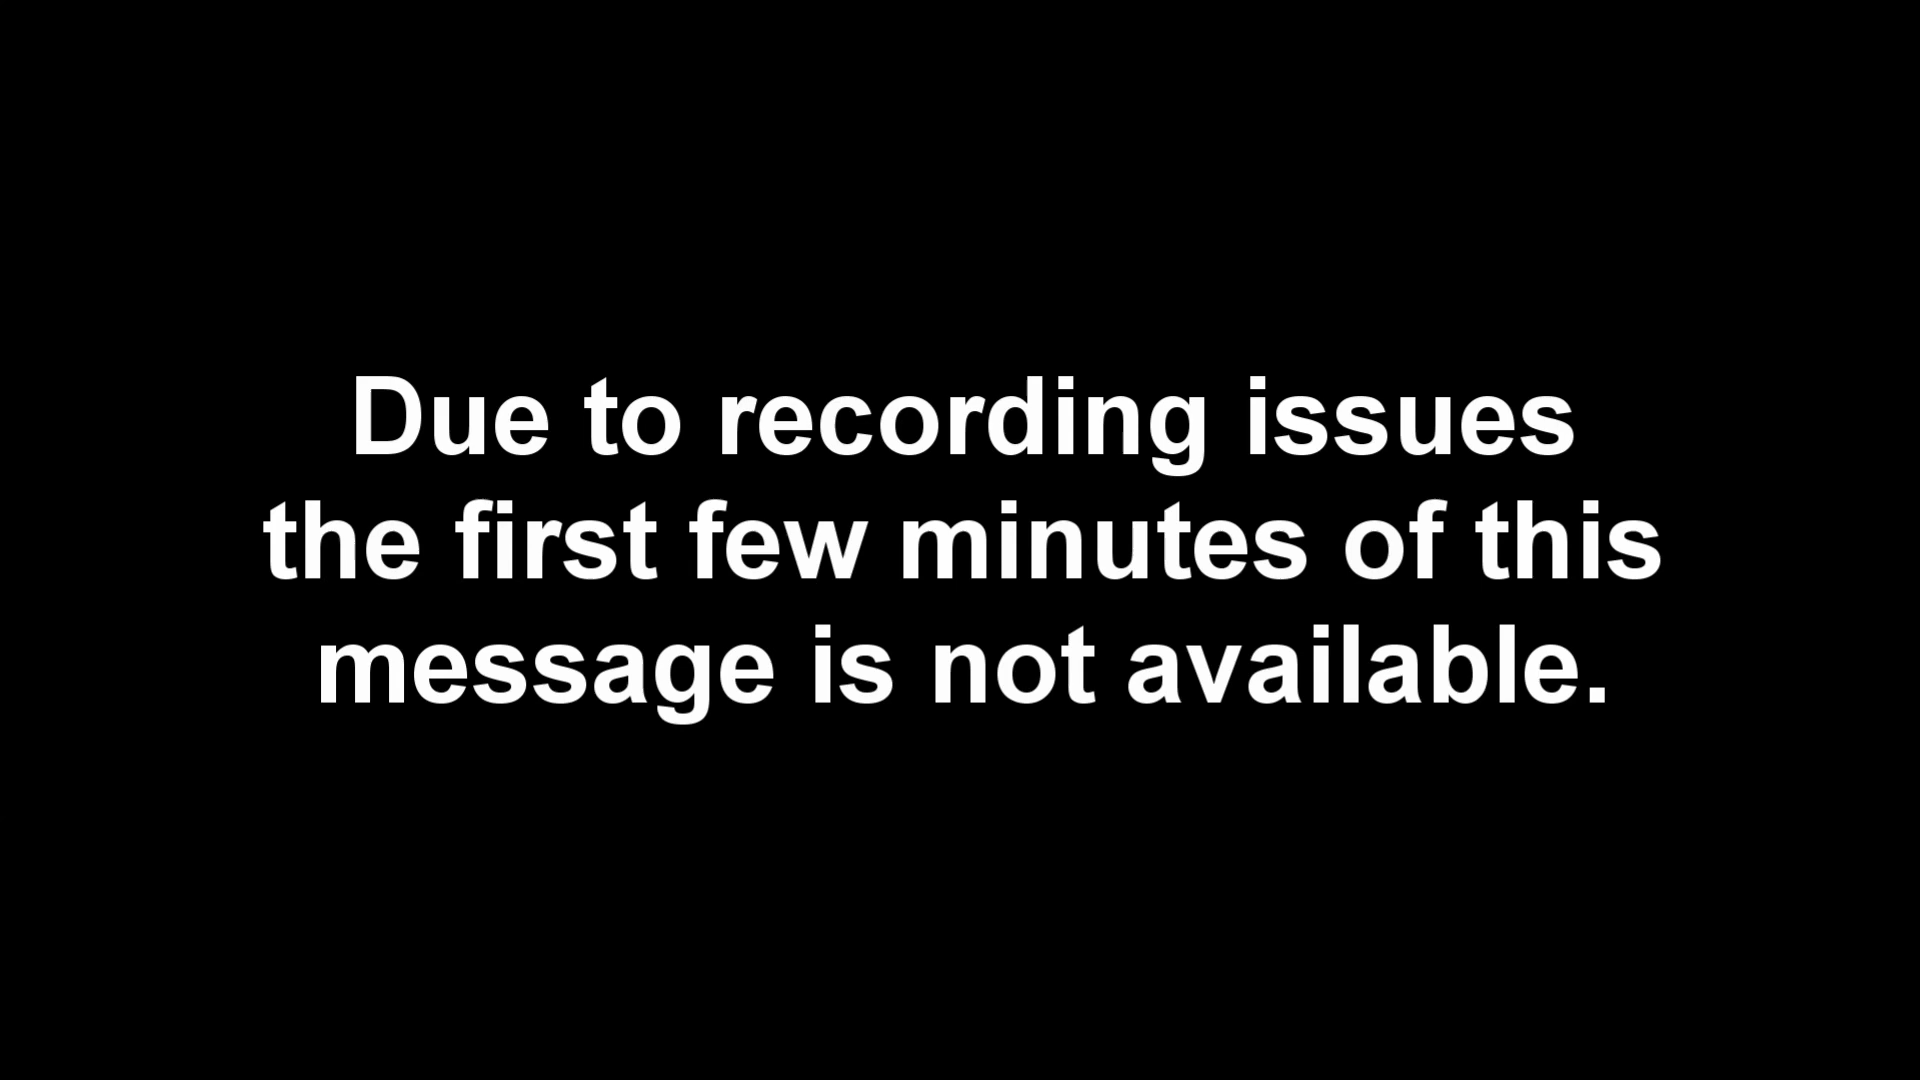 Due to recording issues
the first few minutes of this
message is not available.